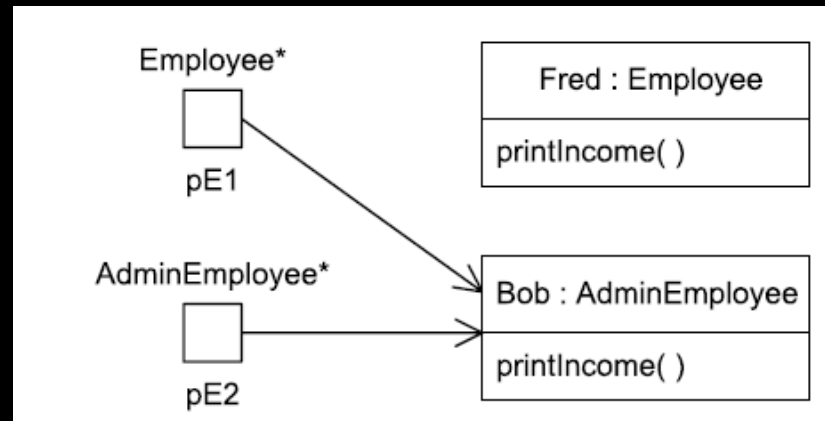 Employee*
pE1
AdminEmployee*
pE2
Fred : Employee
printIncome( )
Bob : AdminEmployee
printIncome( )